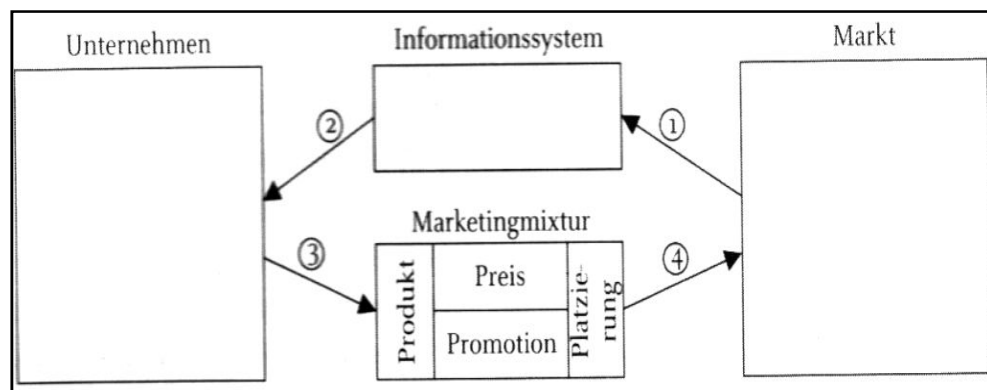 Unternehmen
Informationssystem
Markt
②
①
Marketingmixtur
③
④
Produkt
Preis
Promotion
Platzie-
rung